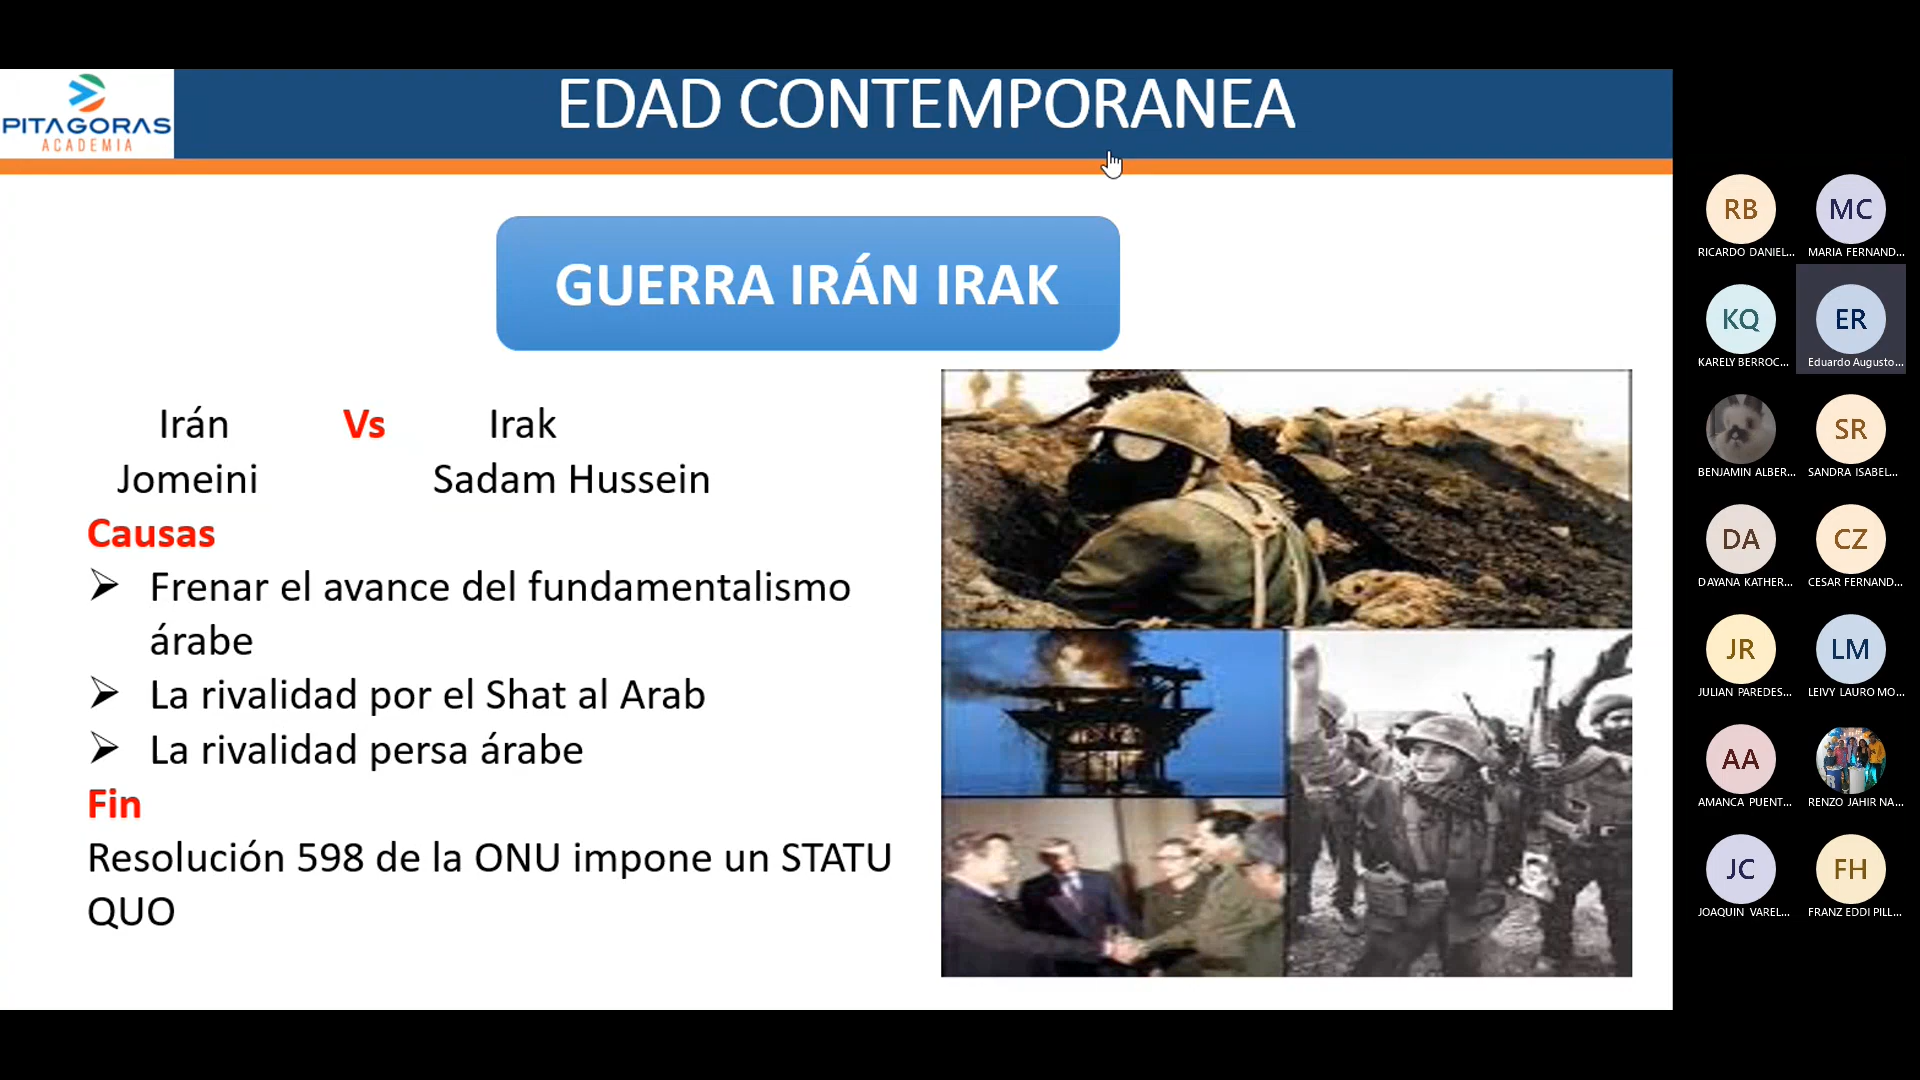 PITAGORAS
ACADEMIA
EDAD CONTEMPORANEA
GUERRA IRÁN IRAK
Irán Vs Irak
Jomeini Sadam Hussein
Causas
Frenar el avance del fundamentalismo
árabe
La rivalidad por el Shat al Arab
La rivalidad persa árabe
Fin
Resolución 598 de la ONU impone un STATU
QUO
RB MC
RICARDO DANIEL... MARIA FERNAND...
KQ ER
KARELY BERROC... Eduardo Augusto...
BENJAMIN ALBER... SANDRA ISABEL...
SR
DA CZ
DAYANA KATHER... CESAR FERNAND...
JR LM
JULIAN PAREDES... LEIVY LAURO MO...
AA
AMANCA PUENT... RENZO JAHIR NA...
JC FH
JOAQUIN VAREL... FRANZ EDDI PILL...